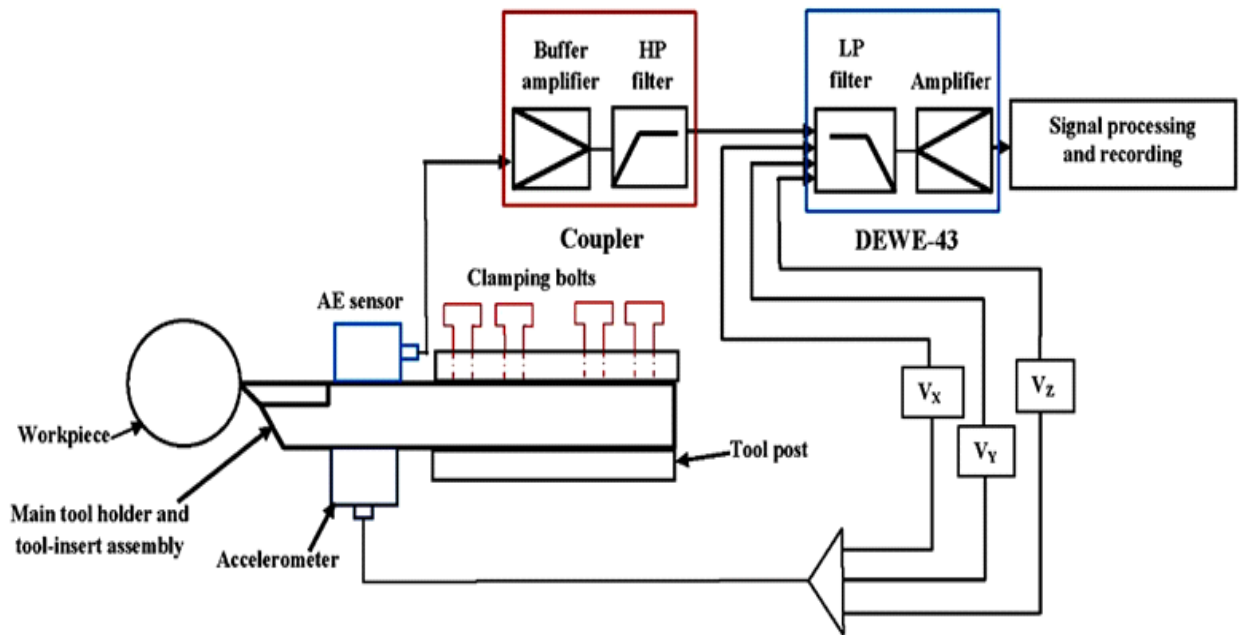 Buffer
amplifier
HP
filter
LP
filter
Amplifier
Signal processing
and recording
Coupler
DEWE-43
Clamping bolts
AE sensor
Workpiece
Tool post
Main tool holder and
tool-insert assembly
Accelerometer
VX
VY
VZ